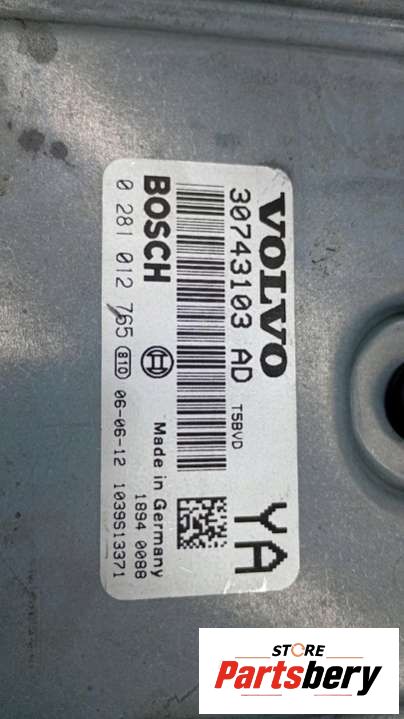 VOLVO
30743103 AD
T5BVD
YA
BOSCH
Made in Germany
1894 0088
0 281 012 765
B10
06-06-12 1039S13371
STORE
Partsbery